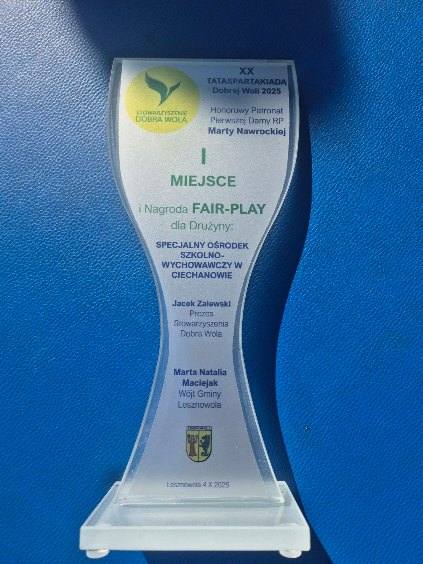 STOWARZYSZENIE
DOBRA WOLA
XX
TATASPARTAKIADA
Dobrej Woli 2025
Honorowy Patronat
Pierwszej Damy RP
Marty Nawrockiej
I
MIEJSCE
i Nagroda FAIR-PLAY
dla Drużyny:
SPECJALNY OŚRODEK
SZKOLNO-
WYCHOWAWCZY W
CIECHANOWIE
Jacek Zalewski
Prezes
Stowarzyszenia
Dobra Wola
Marta Natalia
Maciejak
Wójt Gminy
Lesznowola
Lesznowola 4 X 2025